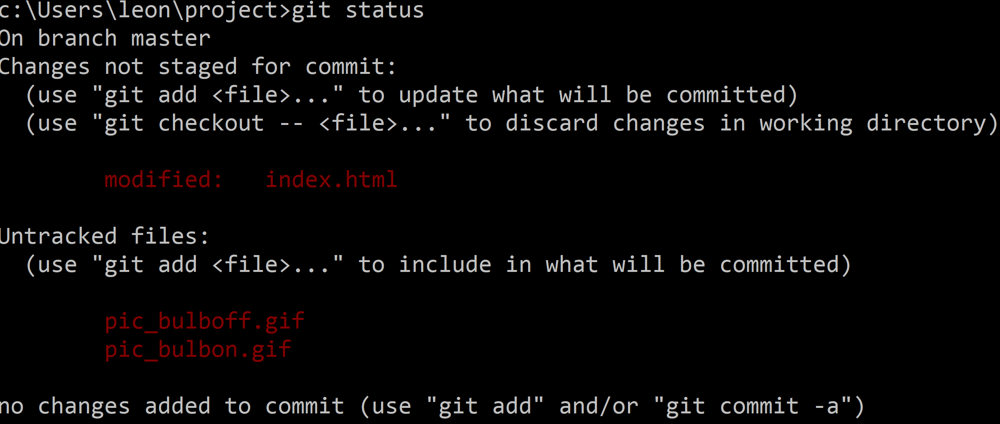 c:\Users\leon\project>git status
On branch master
Changes not staged for commit:
  (use "git add <file>..." to update what will be committed)
  (use "git checkout -- <file>..." to discard changes in working directory)

        modified:   index.html

Untracked files:
  (use "git add <file>..." to include in what will be committed)

        pic_bulboff.gif
        pic_bulbon.gif

no changes added to commit (use "git add" and/or "git commit -a")